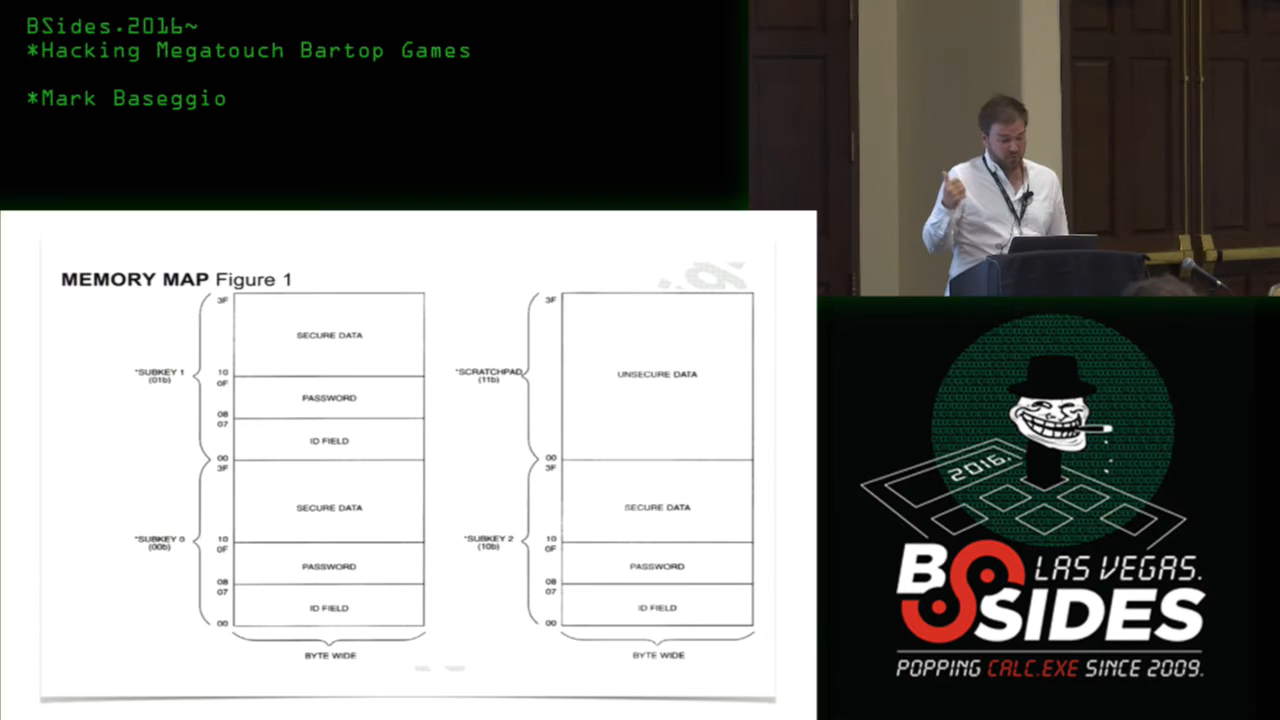 BSides.2016~
*Hacking Megatouch Bartop Games
*Mark Baseggio
MEMORY MAP Figure 1
3F
SECURE DATA
*SUBKEY 1
(01b)
10
0F
PASSWORD
08
07
ID FIELD
00
3F
SECURE DATA
*SUBKEY 0
(00b)
10
0F
PASSWORD
08
07
ID FIELD
00
BYTE WIDE
3F
*SCRATCHPAD
(11b)
UNSECURE DATA
00
3F
SECURE DATA
*SUBKEY 2
(10b)
10
0F
PASSWORD
08
07
ID FIELD
00
BYTE WIDE
2016.
BSIDES
LAS VEGAS.
POPPING CALC.EXE SINCE 2009.